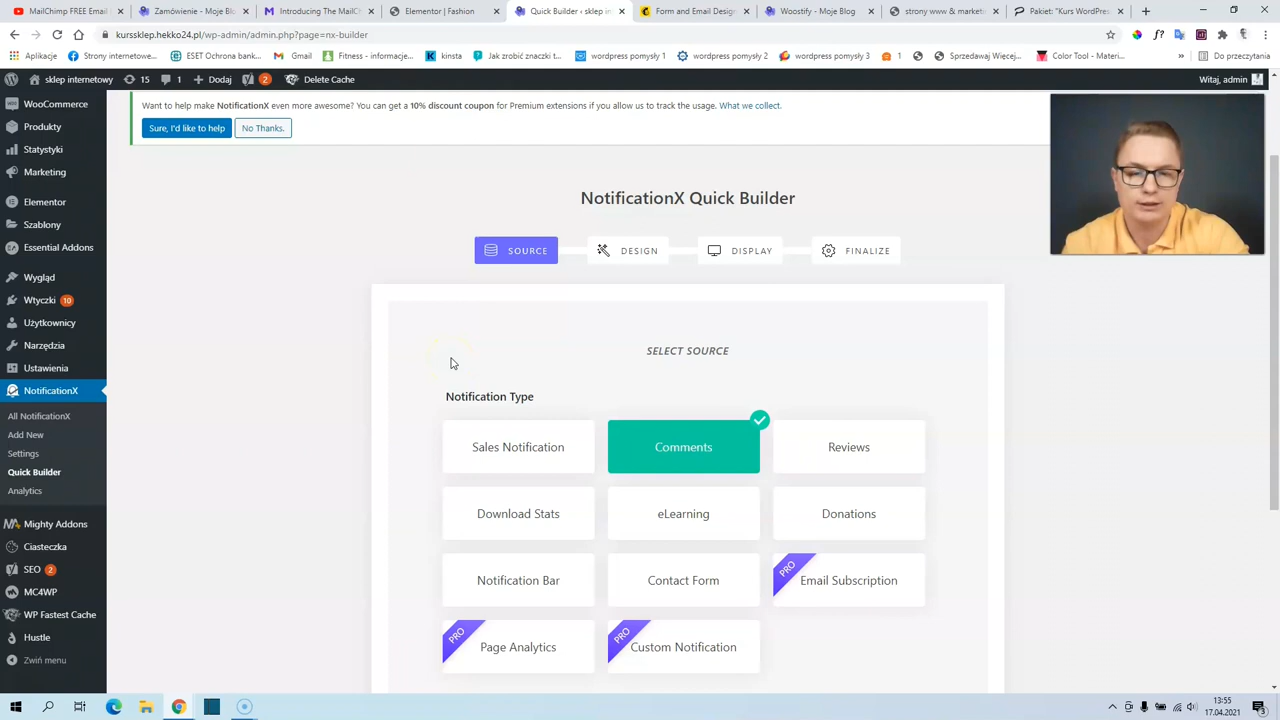 MailChimp FREE Email
Zamówienie - Moje Blo
Introducing The MailC
Elementor | Fashion
Quick Builder ‹ sklep in
Form and Email Desig
Woostify - Moje Blog
strony www & marketi
Pakiet: "Kurs WordPres
kurssklep.hekko24.pl/wp-admin/admin.php?page=nx-builder
Aplikacje
Strony internetowe...
ESET Ochrona bank...
Gmail
Fitness - informacje...
kinsta
Jak zrobić znaczki t...
wordpress pomysły 1
wordpress pomysły 2
wordpress pomysły 3
1
Sprzedawaj Więcej...
Color Tool - Materi...
»
Do przeczytania
sklep internetowy
15
1
Dodaj
2
Delete Cache
Witaj, admin
WooCommerce
Produkty
Statystyki
Marketing
Elementor
Szablony
Essential Addons
Wygląd
Wtyczki 10
Użytkownicy
Narzędzia
Ustawienia
NotificationX
All NotificationX
Add New
Settings
Quick Builder
Analytics
Mighty Addons
Ciasteczka
SEO 2
MC4WP
WP Fastest Cache
Hustle
Zwiń menu
Want to help make NotificationX even more awesome? You can get a 10% discount coupon for Premium extensions if you allow us to track the usage. What we collect.
Sure, I'd like to help
No Thanks.
NotificationX Quick Builder
SOURCE
DESIGN
DISPLAY
FINALIZE
SELECT SOURCE
Notification Type
Sales Notification
Comments
Reviews
Download Stats
eLearning
Donations
Notification Bar
Contact Form
PRO
Email Subscription
PRO
Page Analytics
PRO
Custom Notification
13:55
17.04.2021
3